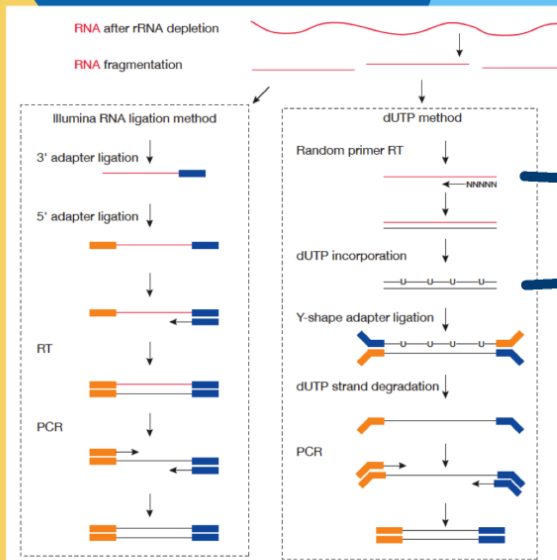 RNA after rRNA depletion
RNA fragmentation
Illumina RNA ligation method
3' adapter ligation
5' adapter ligation
RT
PCR
dUTP method
Random primer RT
NNNNN
dUTP incorporation
U U U U
Y-shape adapter ligation
U U U U
dUTP strand degradation
PCR